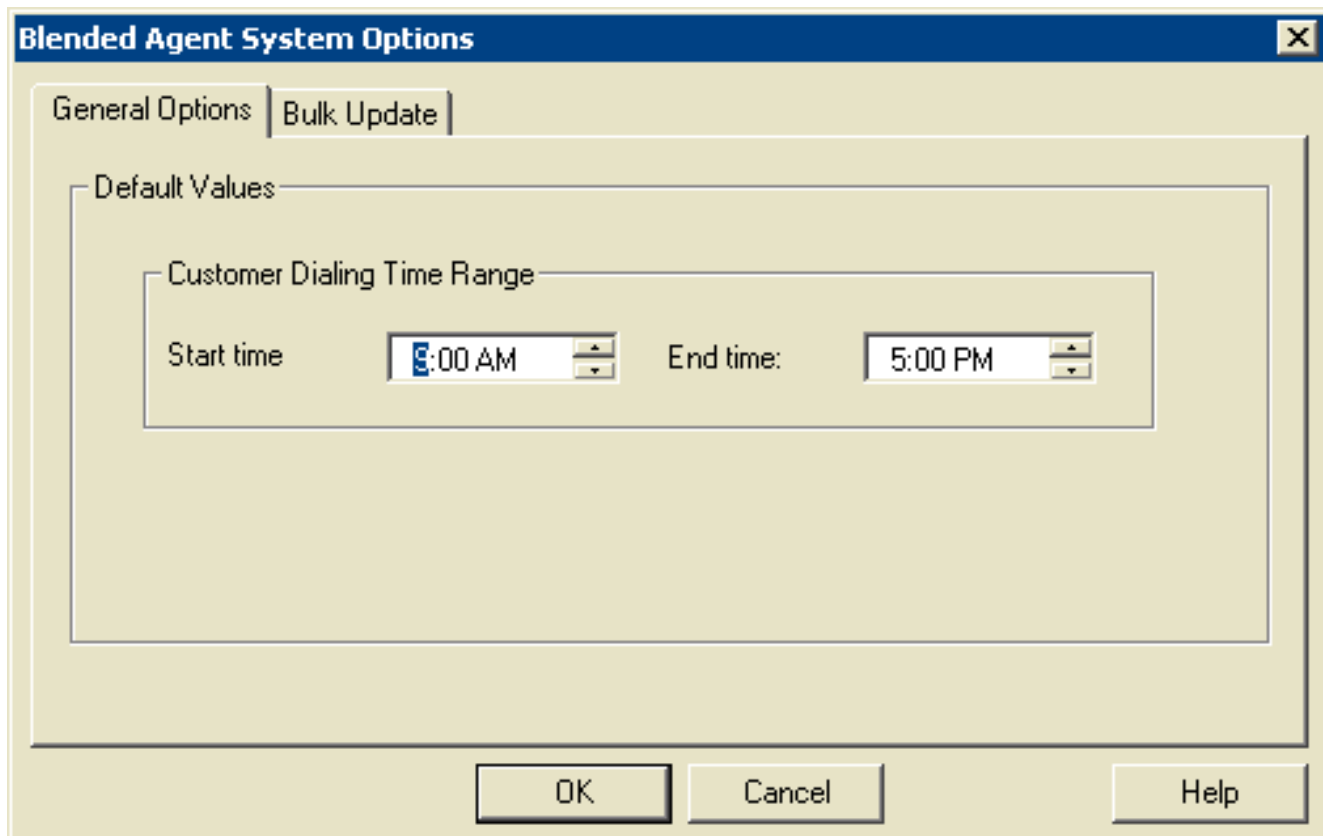 Blended Agent System Options
General Options Bulk Update
Default Values
Customer Dialing Time Range
Start time 9:00 AM End time: 5:00 PM
OK Cancel Help